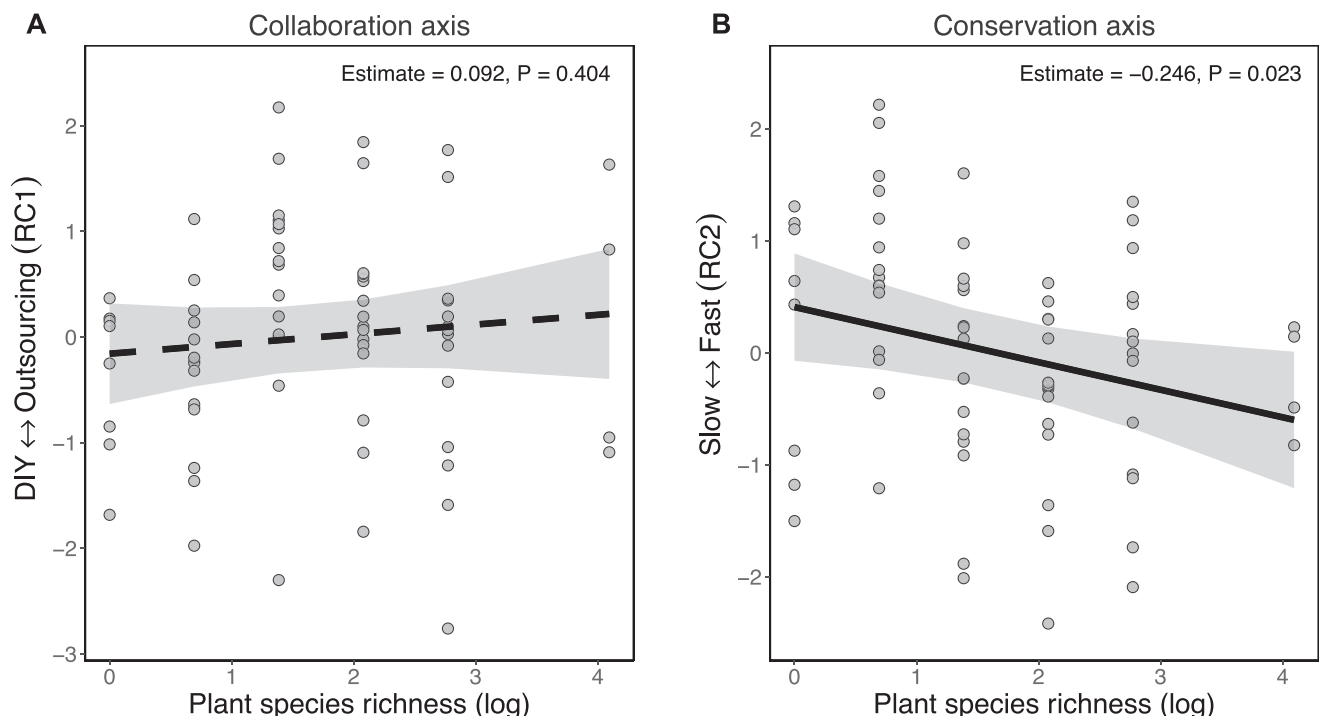 A
Collaboration axis
Estimate = 0.092, P = 0.404
DIY ↔ Outsourcing (RC1)
2
1
0
−1
−2
−3
0 1 2 3 4
Plant species richness (log)
B
Conservation axis
Estimate = −0.246, P = 0.023
Slow ↔ Fast (RC2)
2
1
0
−1
−2
0 1 2 3 4
Plant species richness (log)